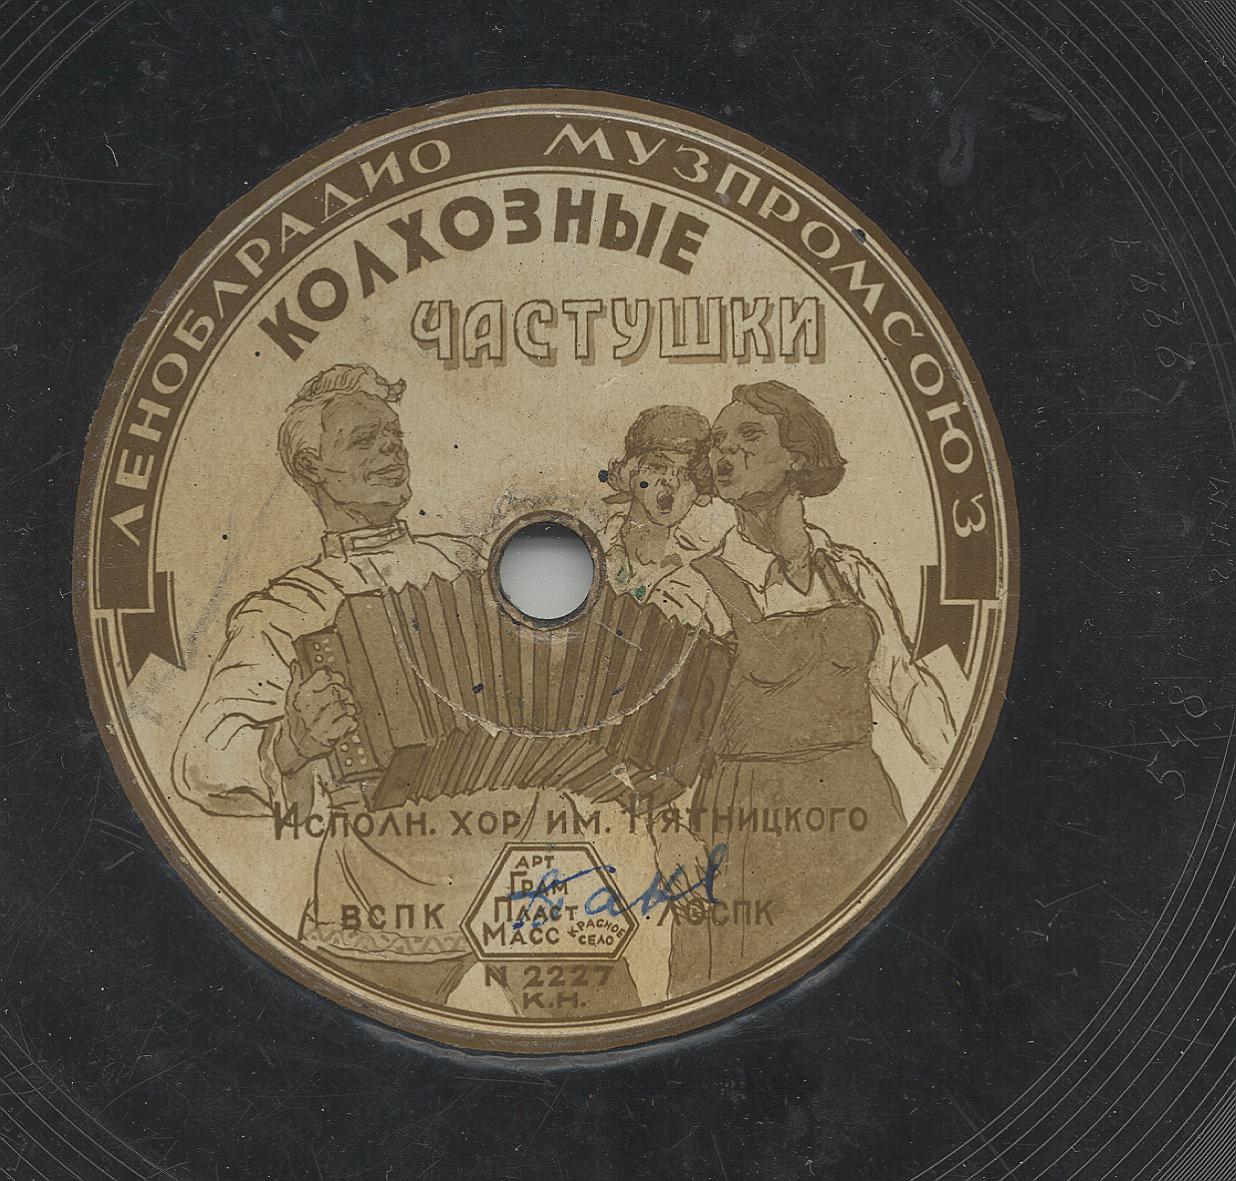 ЛЕНОБЛРАДИО МУЗПРОМСОЮЗ
КОЛХОЗНЫЕ
ЧАСТУШКИ
ИСПОЛН. ХОР ИМ. ПЯТНИЦКОГО
АРТ
ГРАМ
ПЛАСТ
МАСС
КРАСНОЕ
СЕЛО
ВСПК
ЛОСПК
N 2227
К.Н.